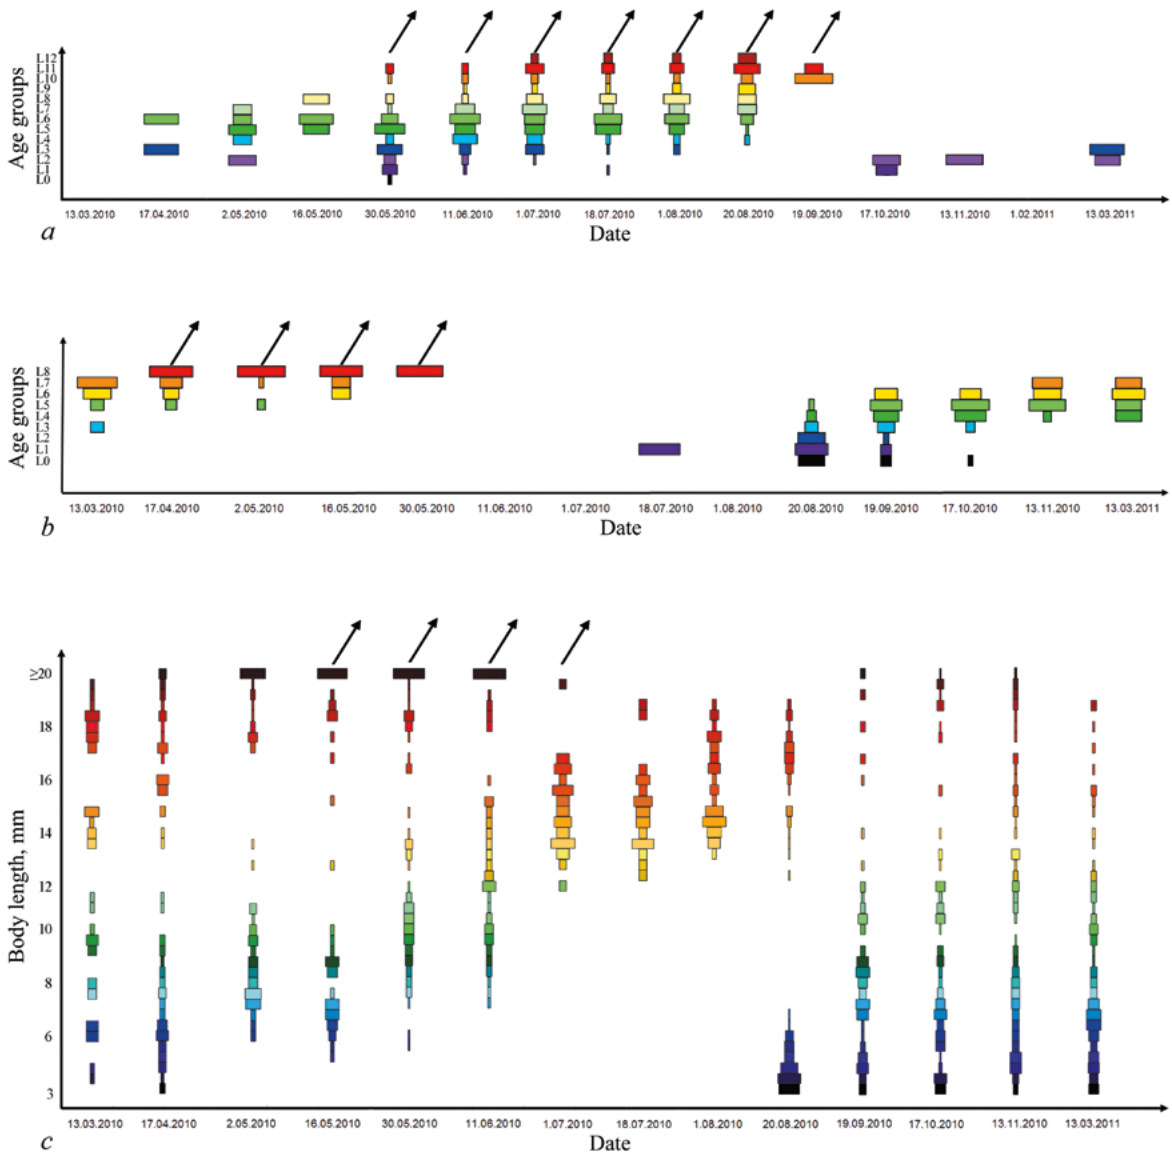 Age groups
L12
L11
L10
L9
L8
L7
L6
L5
L4
L3
L2
L1
L0
13.03.2010 17.04.2010 2.05.2010 16.05.2010 30.05.2010 11.06.2010 1.07.2010 18.07.2010 1.08.2010 20.08.2010 19.09.2010 17.10.2010 13.11.2010 1.02.2011 13.03.2011
a Date
Age groups
L8
L7
L6
L5
L4
L3
L2
L1
L0
13.03.2010 17.04.2010 2.05.2010 16.05.2010 30.05.2010 11.06.2010 1.07.2010 18.07.2010 1.08.2010 20.08.2010 19.09.2010 17.10.2010 13.11.2010 13.03.2011
b Date
Body length, mm
≥20
18
16
14
12
10
8
6
3
13.03.2010 17.04.2010 2.05.2010 16.05.2010 30.05.2010 11.06.2010 1.07.2010 18.07.2010 1.08.2010 20.08.2010 19.09.2010 17.10.2010 13.11.2010 13.03.2011
c Date